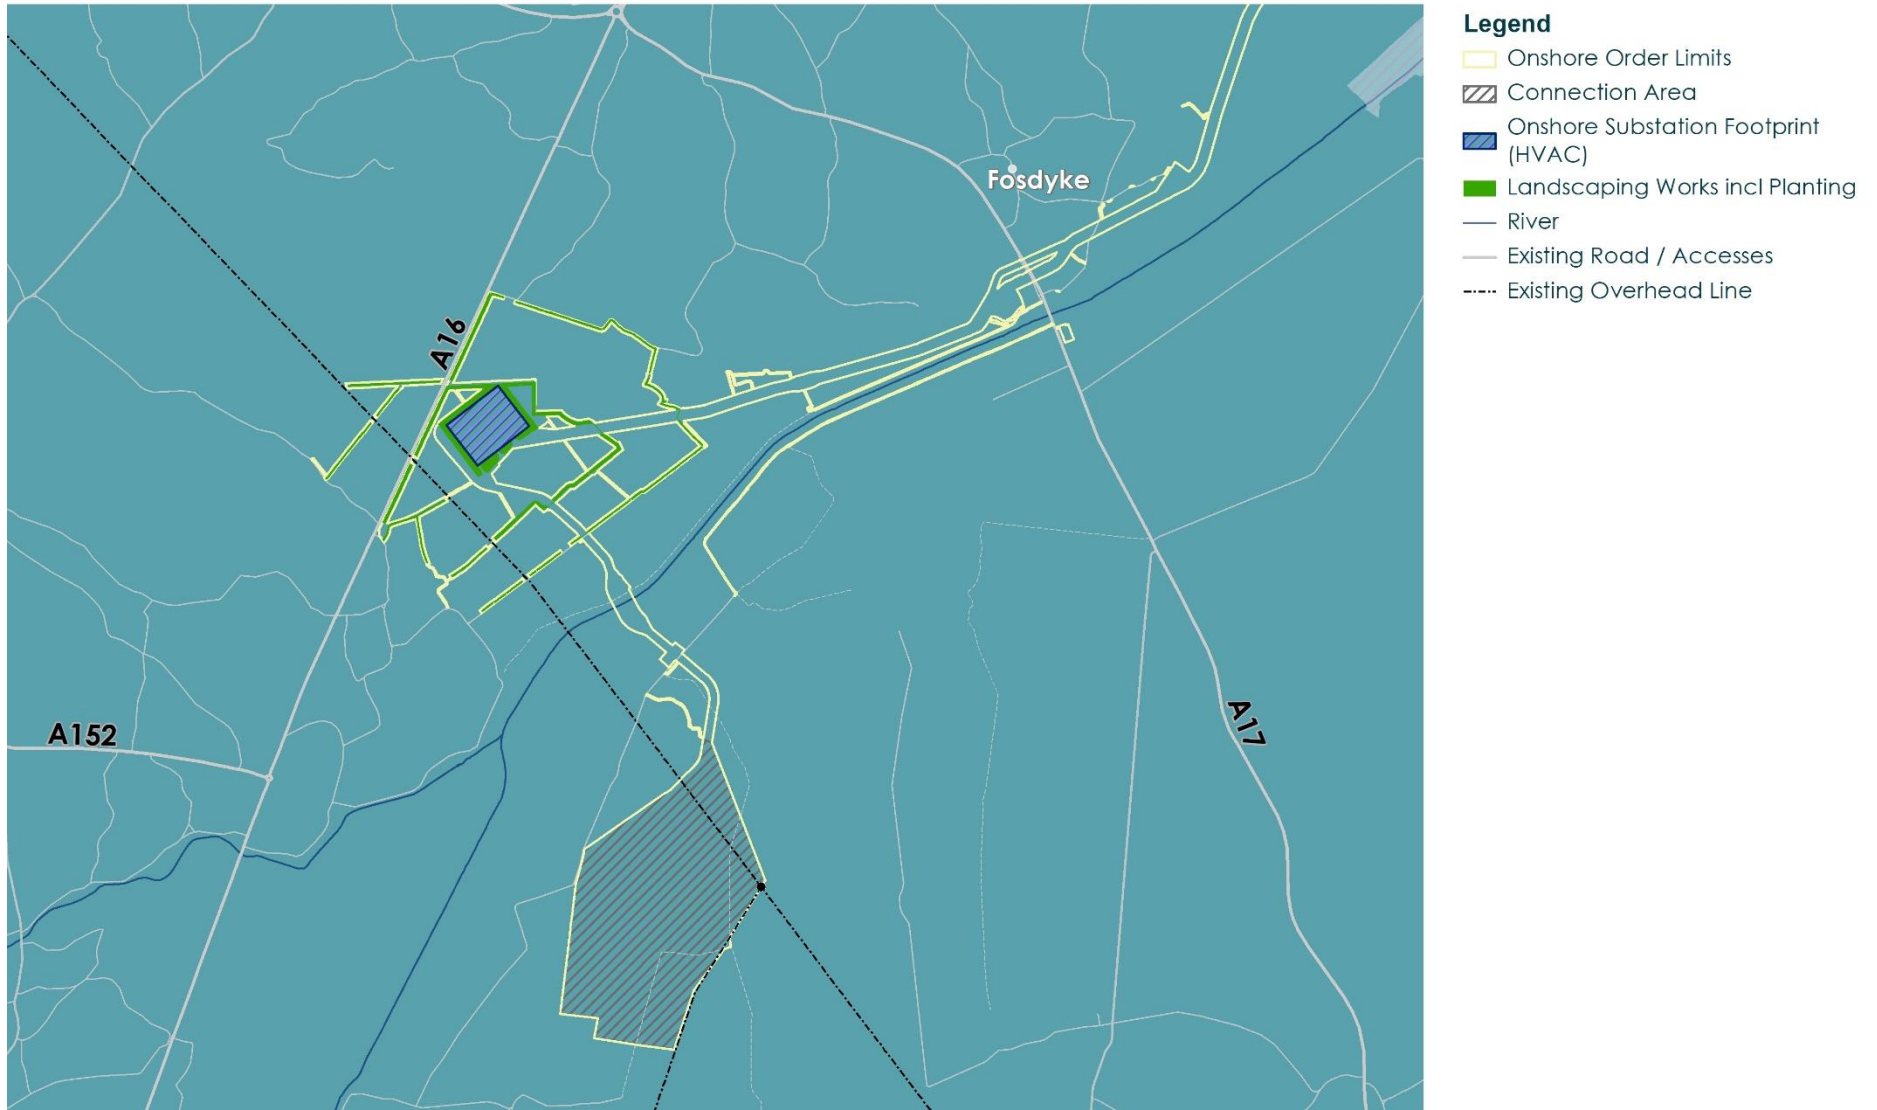 Legend
Onshore Order Limits
Connection Area
Onshore Substation Footprint
(HVAC)
Landscaping Works incl Planting
River
Existing Road / Accesses
Existing Overhead Line
Fosdyke
A16
A152
A17